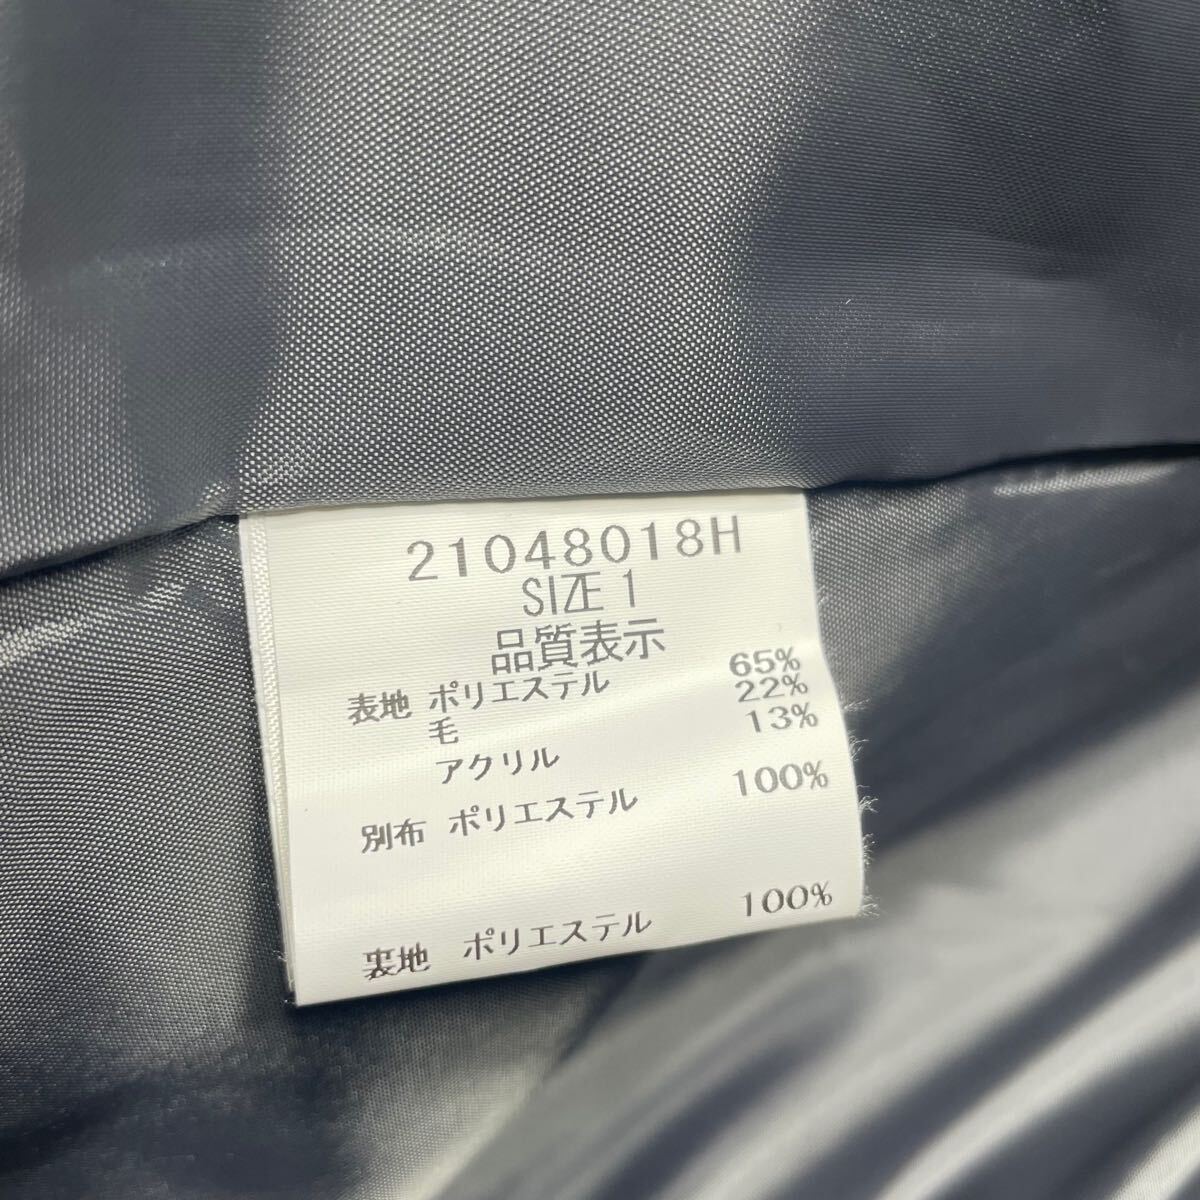 21048018H
SIZE 1
品質表示
表地 ポリエステル 65%
毛 22%
アクリル 13%
別布 ポリエステル 100%
裏地 ポリエステル 100%